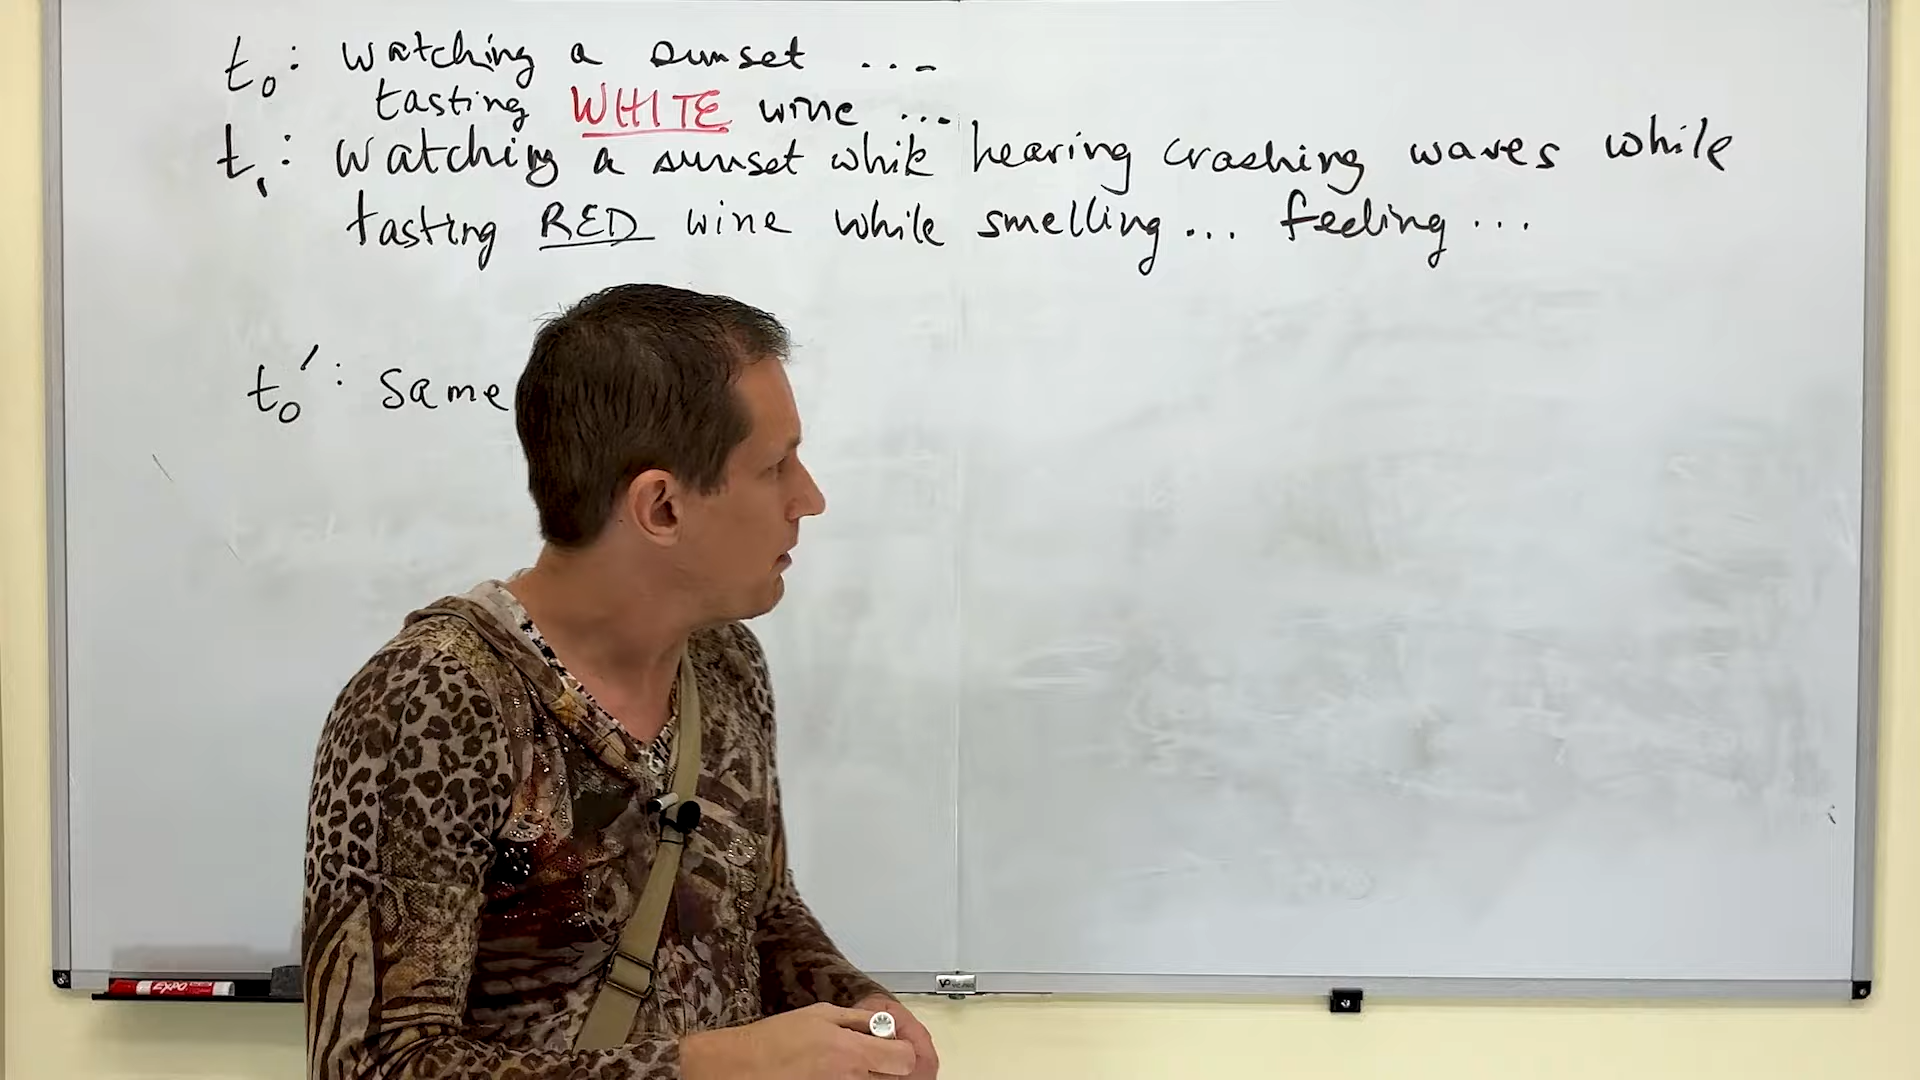 t₀: watching a sunset ...
tasting WHITE wine ...
t₁: watching a sunset while hearing crashing waves while
tasting RED wine while smelling... feeling...
t₀′: same
EXPO